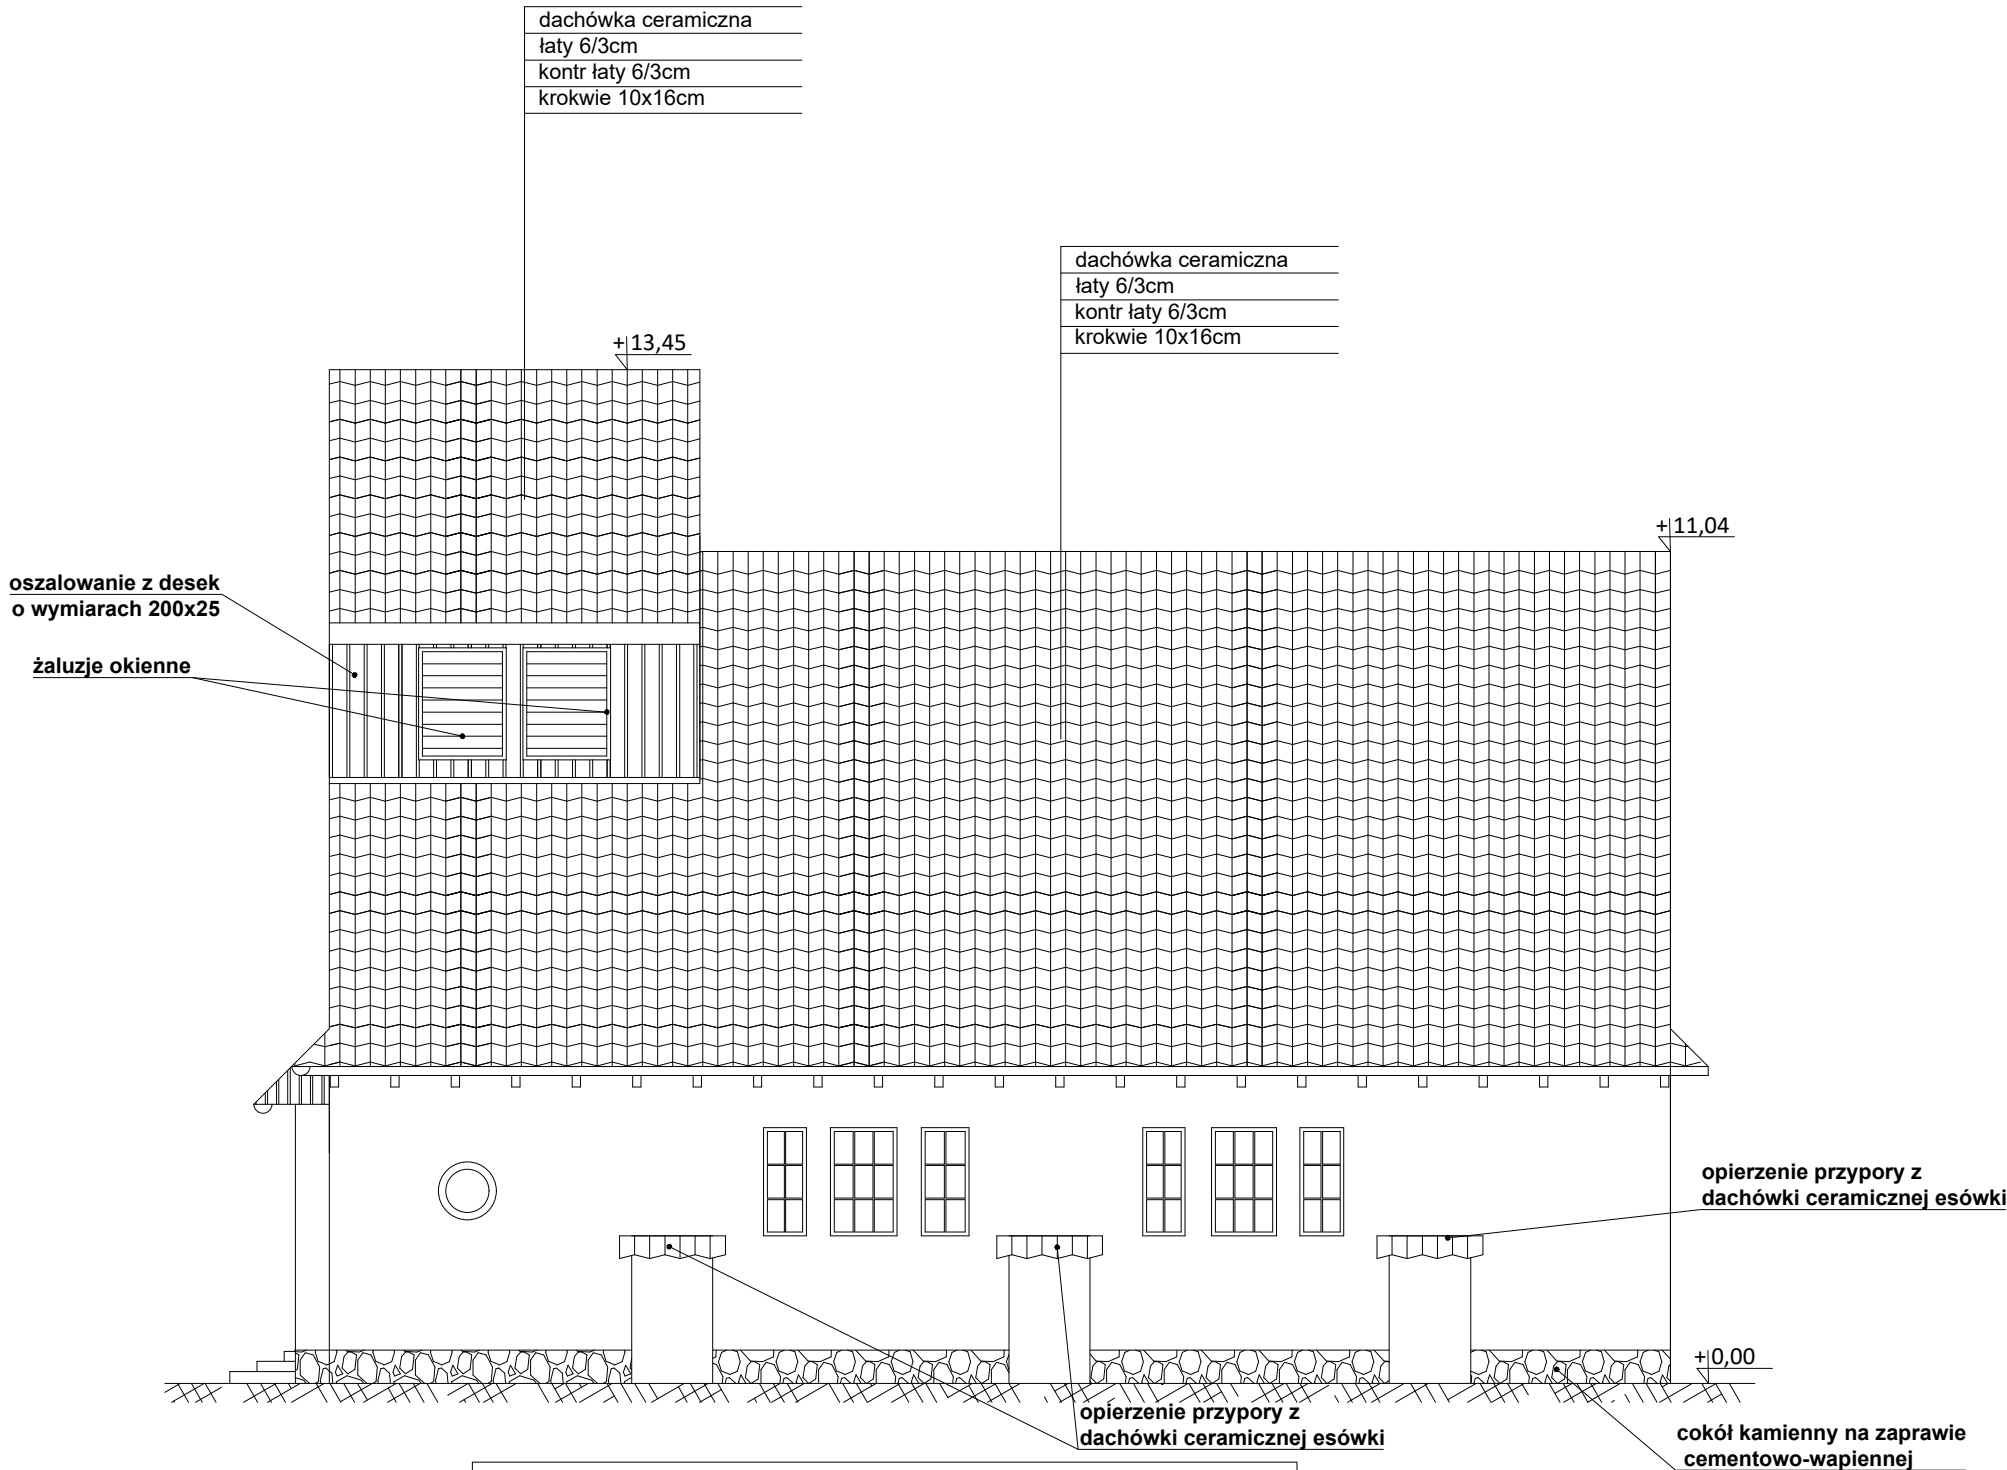 dachówka ceramiczna
łaty 6/3cm
kontr łaty 6/3cm
krokwie 10x16cm
dachówka ceramiczna
łaty 6/3cm
kontr łaty 6/3cm
krokwie 10x16cm
+13,45
+11,04
oszalowanie z desek
o wymiarach 200x25
żaluzje okienne
opierzenie przypory z
dachówki ceramicznej esówki
+0,00
opierzenie przypory z
dachówki ceramicznej esówki
cokół kamienny na zaprawie
cementowo-wapiennej